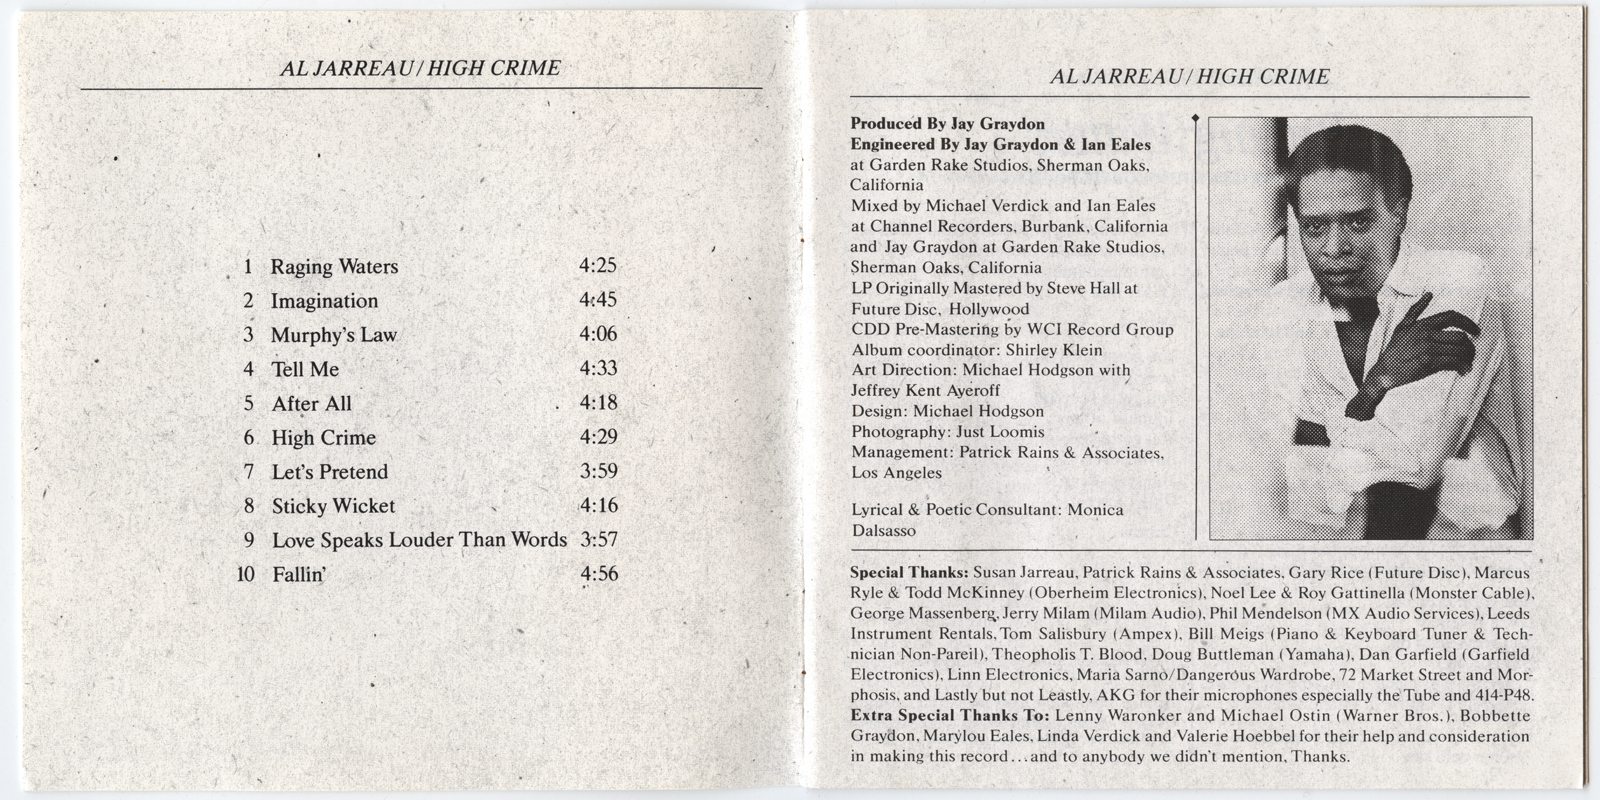 AL JARREAU/HIGH CRIME
1 Raging Waters 4:25
2 Imagination 4:45
3 Murphy's Law 4:06
4 Tell Me 4:33
5 After All 4:18
6 High Crime 4:29
7 Let's Pretend 3:59
8 Sticky Wicket 4:16
9 Love Speaks Louder Than Words 3:57
10 Fallin' 4:56
AL JARREAU/HIGH CRIME
Produced By Jay Graydon
Engineered By Jay Graydon & Ian Eales
at Garden Rake Studios, Sherman Oaks,
California
Mixed by Michael Verdick and Ian Eales
at Channel Recorders, Burbank, California
and Jay Graydon at Garden Rake Studios,
Sherman Oaks, California
LP Originally Mastered by Steve Hall at
Future Disc, Hollywood
CDD Pre-Mastering by WCI Record Group
Album coordinator: Shirley Klein
Art Direction: Michael Hodgson with
Jeffrey Kent Ayeroff
Design: Michael Hodgson
Photography: Just Loomis
Management: Patrick Rains & Associates,
Los Angeles
Lyrical & Poetic Consultant: Monica
Dalsasso
Special Thanks: Susan Jarreau, Patrick Rains & Associates, Gary Rice (Future Disc), Marcus
Ryle & Todd McKinney (Oberheim Electronics), Noel Lee & Roy Gattinella (Monster Cable),
George Massenberg, Jerry Milam (Milam Audio), Phil Mendelson (MX Audio Services), Leeds
Instrument Rentals, Tom Salisbury (Ampex), Bill Meigs (Piano & Keyboard Tuner & Tech-
nician Non-Pareil), Theopholis T. Blood, Doug Buttleman (Yamaha), Dan Garfield (Garfield
Electronics), Linn Electronics, Maria Sarno/Dangerous Wardrobe, 72 Market Street and Mor-
phosis, and Lastly but not Leastly, AKG for their microphones especially the Tube and 414-P48.
Extra Special Thanks To: Lenny Waronker and Michael Ostin (Warner Bros.), Bobbette
Graydon, Marylou Eales, Linda Verdick and Valerie Hoebbel for their help and consideration
in making this record...and to anybody we didn't mention, Thanks.